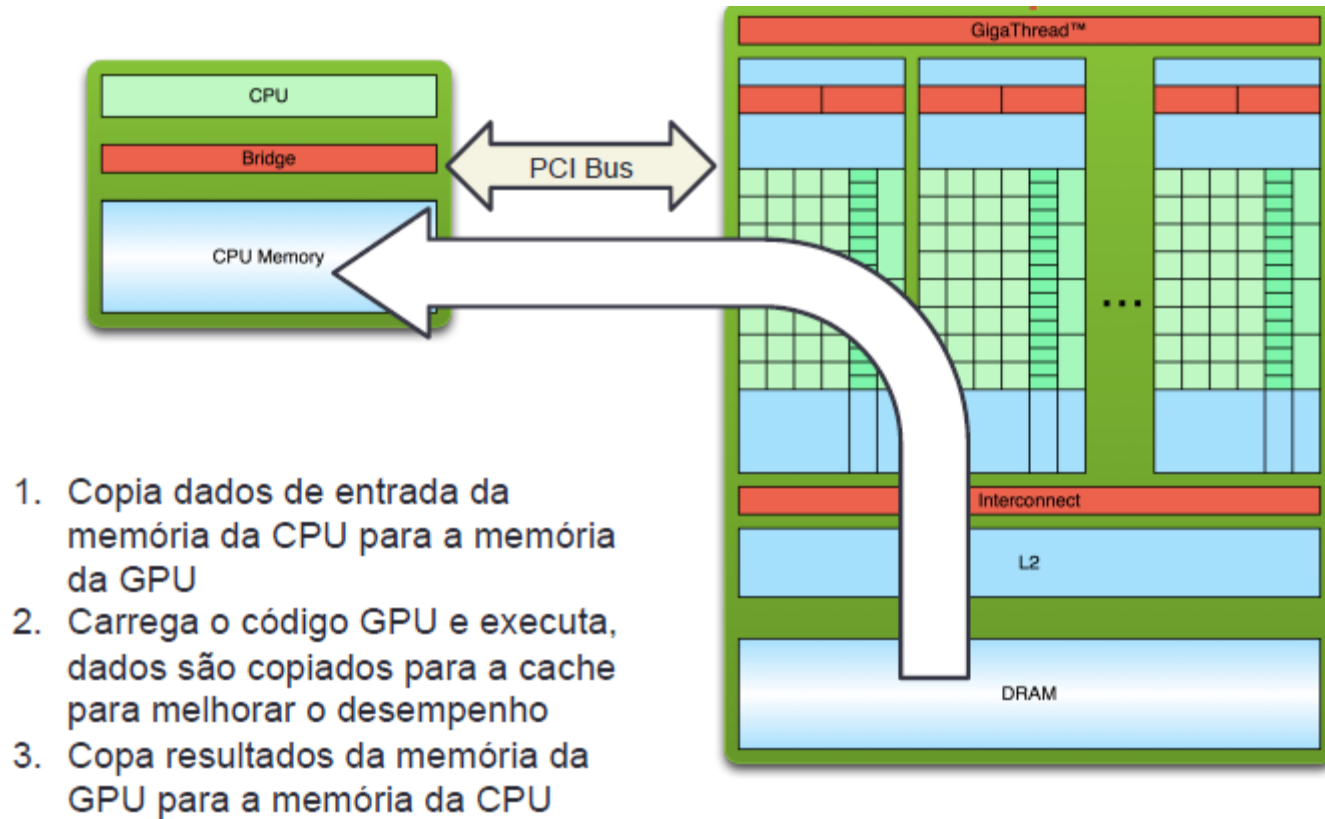 GigaThread™
CPU
Bridge
PCI Bus
CPU Memory
...
1. Copia dados de entrada da
memória da CPU para a memória
da GPU
2. Carrega o código GPU e executa,
dados são copiados para a cache
para melhorar o desempenho
3. Copa resultados da memória da
GPU para a memória da CPU
Interconnect
L2
DRAM